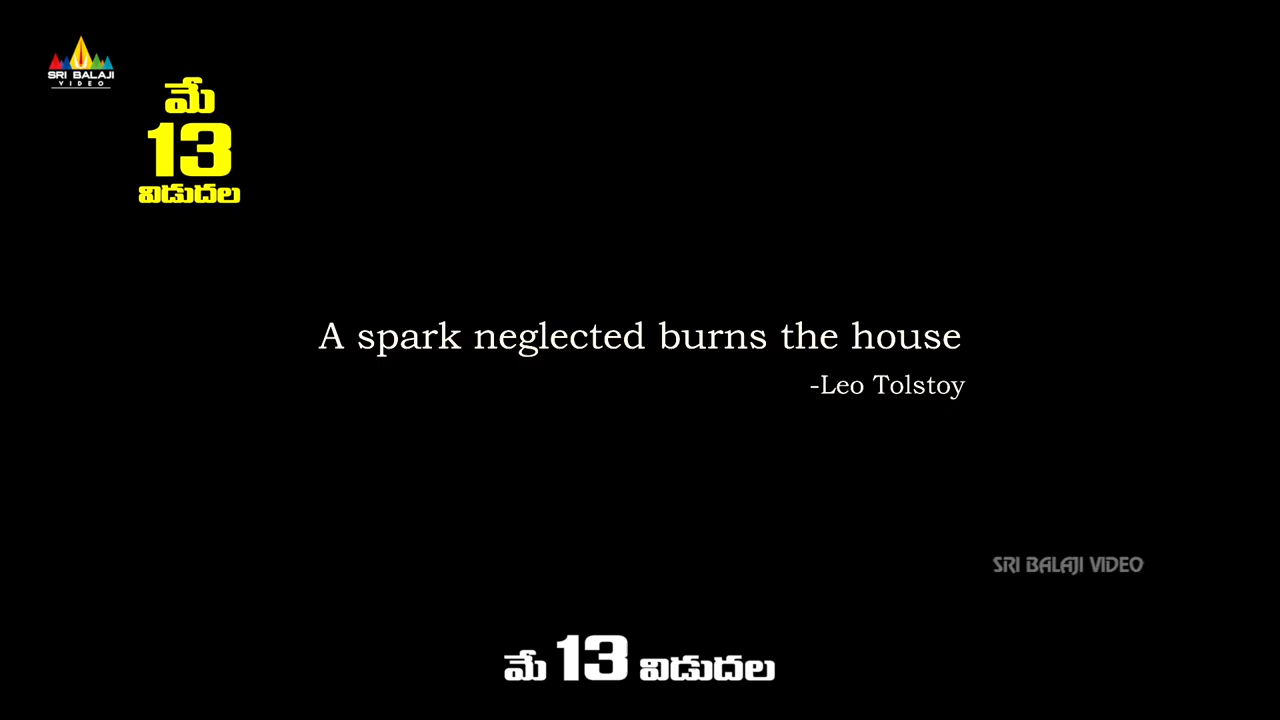 SRI BALAJI
VIDEO
మే
13
విడుదల
A spark neglected burns the house
-Leo Tolstoy
SRI BALAJI VIDEO
మే 13 విడుదల